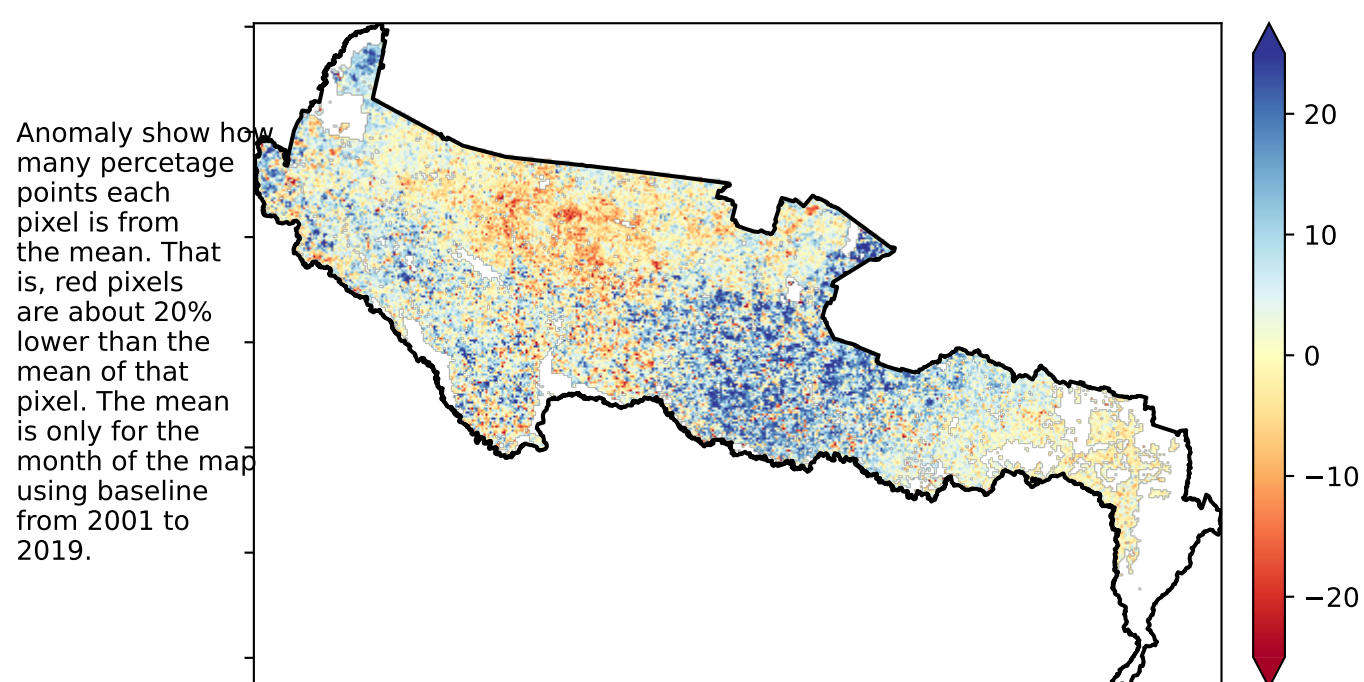 Anomaly show how
many percetage
points each
pixel is from
the mean. That
is, red pixels
are about 20%
lower than the
mean of that
pixel. The mean
is only for the
month of the map
using baseline
from 2001 to
2019.
20
10
0
−10
−20